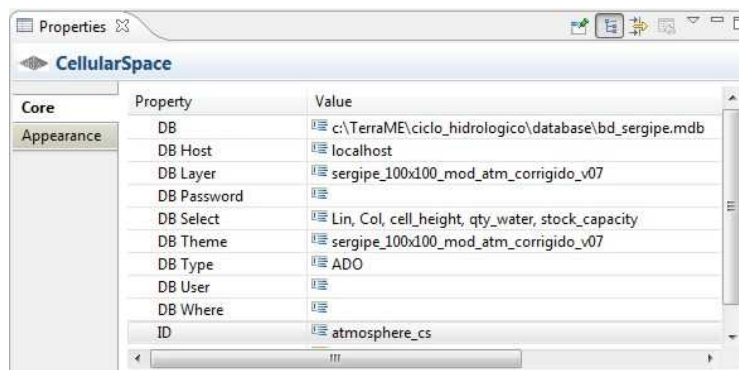 Properties
CellularSpace
Core
Appearance
Property Value
DB c:\TerraME\ciclo_hidrologico\database\bd_sergipe.mdb
DB Host localhost
DB Layer sergipe_100x100_mod_atm_corrigido_v07
DB Password
DB Select Lin, Col, cell_height, qty_water, stock_capacity
DB Theme sergipe_100x100_mod_atm_corrigido_v07
DB Type ADO
DB User
DB Where
ID atmosphere_cs